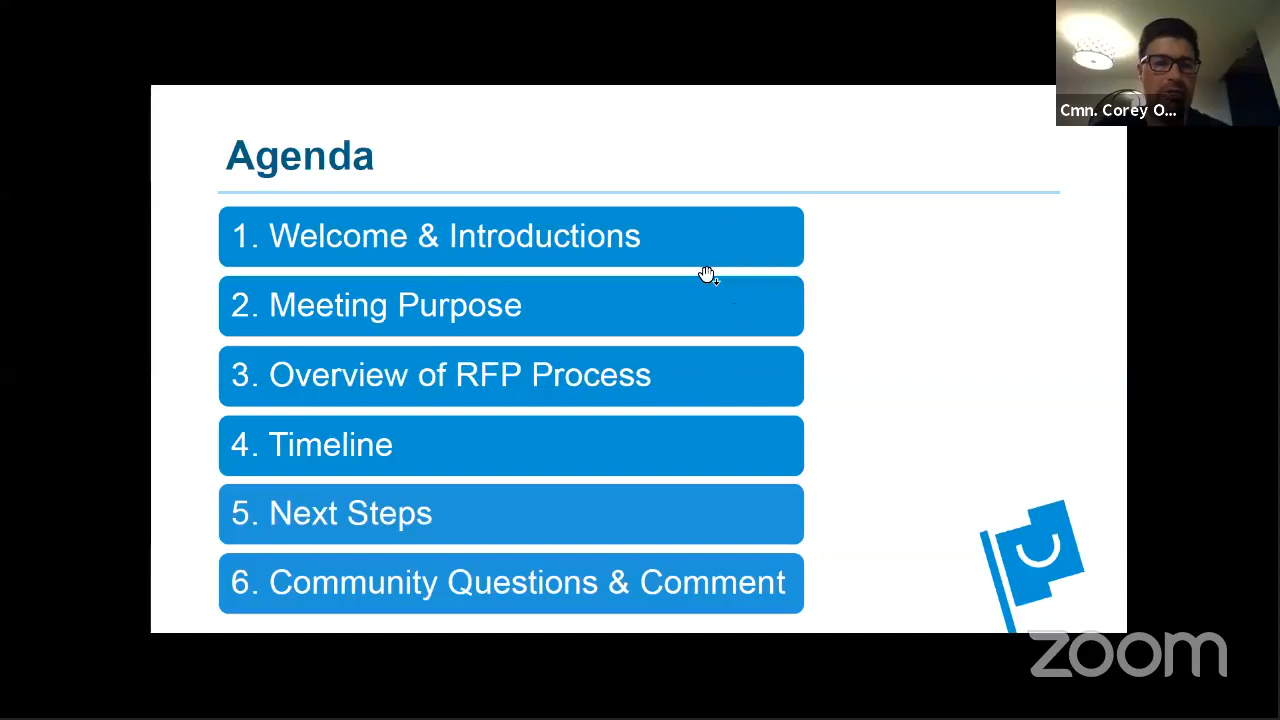 Cmn. Corey O...
Agenda
1. Welcome & Introductions
2. Meeting Purpose
3. Overview of RFP Process
4. Timeline
5. Next Steps
6. Community Questions & Comment
zoom